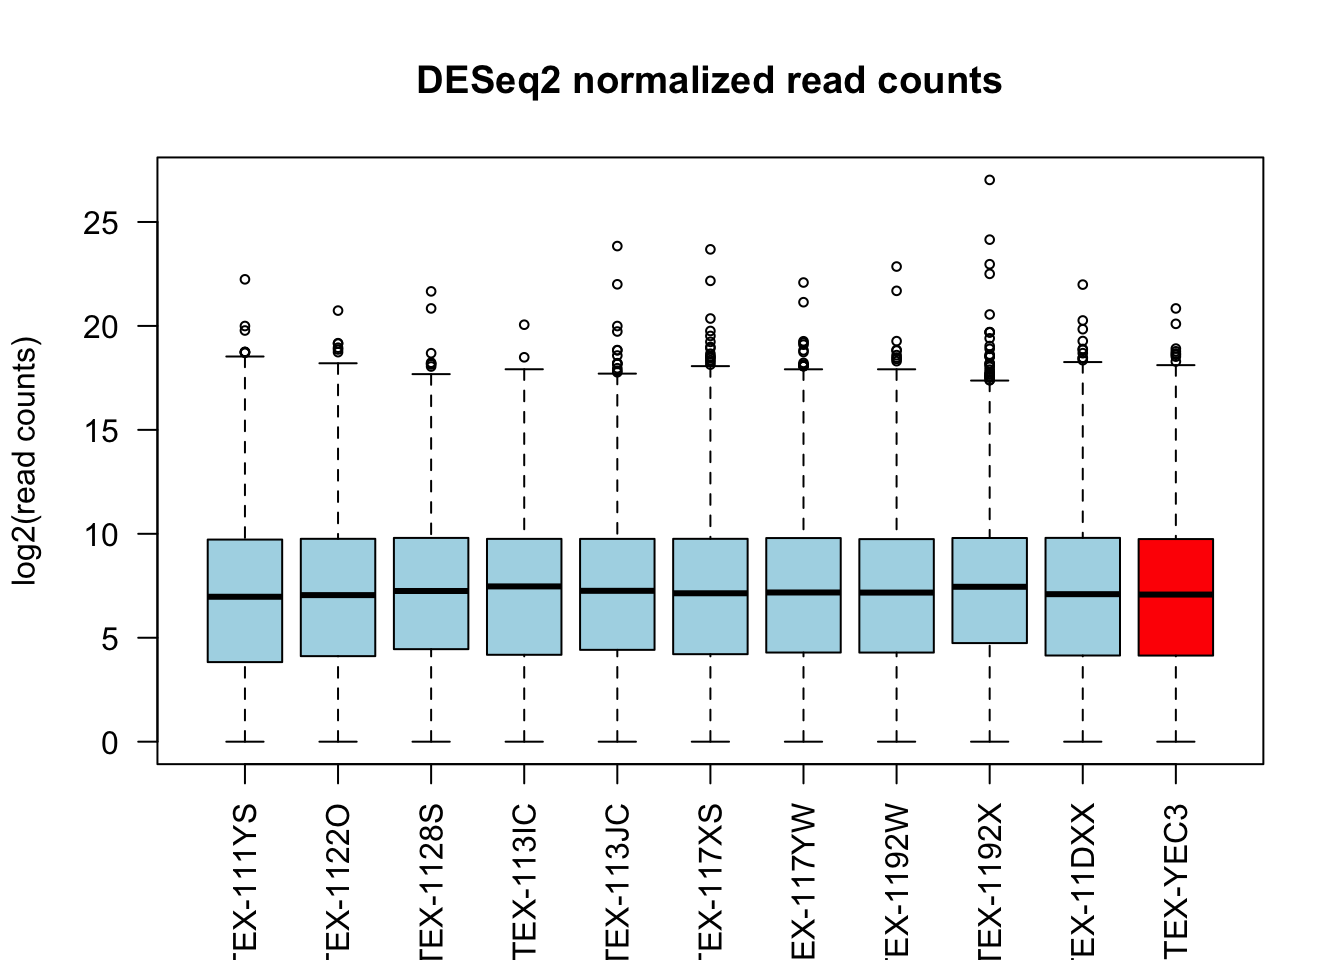 DESeq2 normalized read counts
log2(read counts)
25
20
15
10
5
0
TEX-111YS
TEX-1122O
TEX-1128S
TEX-113IC
TEX-113JC
TEX-117XS
EX-117YW
TEX-1192W
TEX-1192X
TEX-11DXX
TEX-YEC3